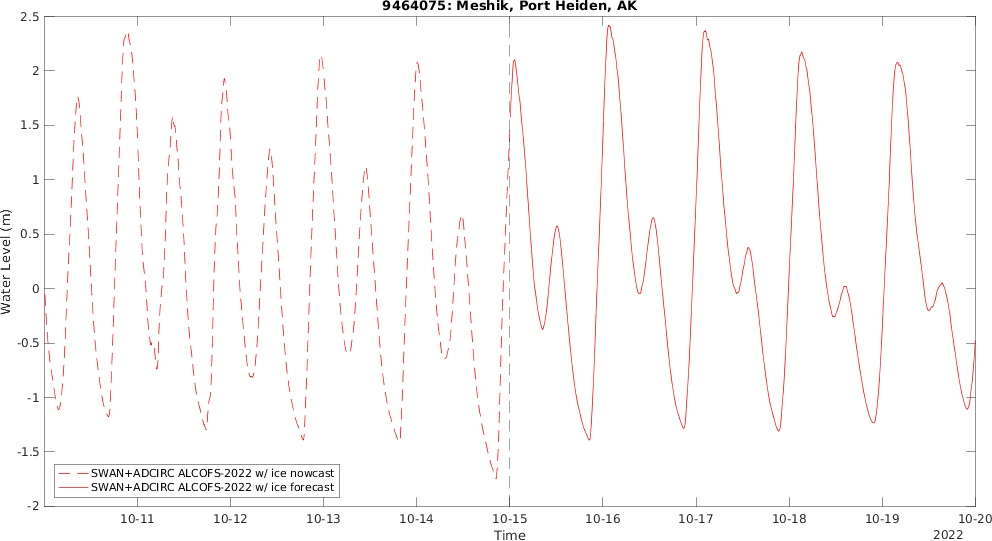 9464075: Meshik, Port Heiden, AK
2.5
2
1.5
1
0.5
0
-0.5
-1
-1.5
-2
Water Level (m)
SWAN+ADCIRC ALCOFS-2022 w/ ice nowcast
SWAN+ADCIRC ALCOFS-2022 w/ ice forecast
10-11 10-12 10-13 10-14 10-15 10-16 10-17 10-18 10-19 10-20
Time
2022